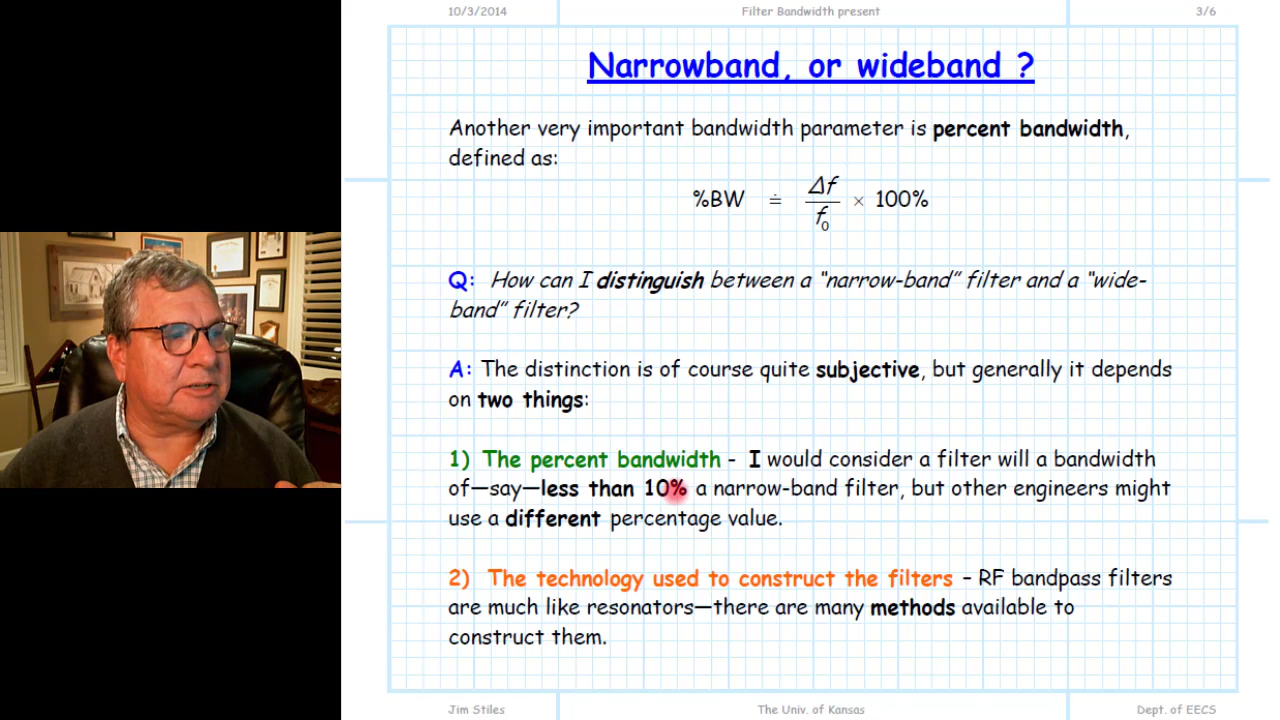 10/3/2014 Filter Bandwidth present 3/6
Narrowband, or wideband ?
Another very important bandwidth parameter is percent bandwidth,
defined as:
%BW ≐ Δf / f₀ × 100%
Q: How can I distinguish between a “narrow-band” filter and a “wide-
band” filter?
A: The distinction is of course quite subjective, but generally it depends
on two things:
1) The percent bandwidth - I would consider a filter will a bandwidth
of—say—less than 10% a narrow-band filter, but other engineers might
use a different percentage value.
2) The technology used to construct the filters – RF bandpass filters
are much like resonators—there are many methods available to
construct them.
Jim Stiles The Univ. of Kansas Dept. of EECS